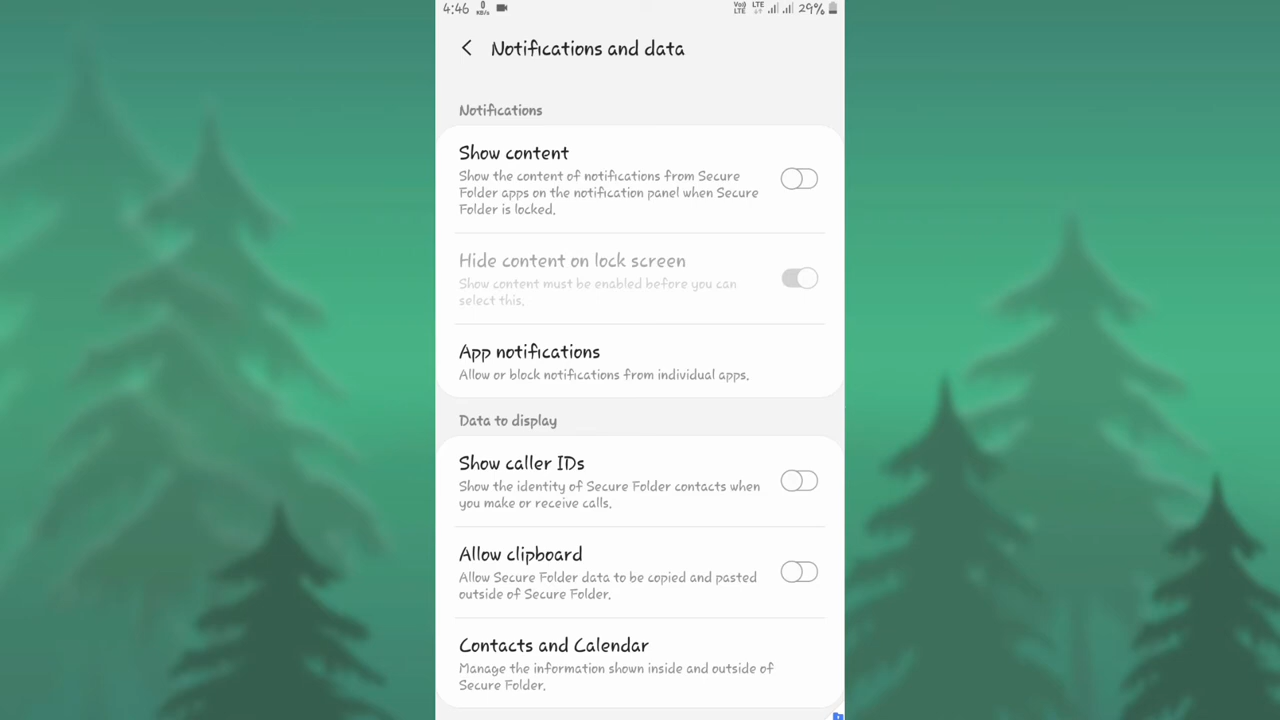 4:46 0 KB/s VoLTE LTE 29%
Notifications and data
Notifications
Show content
Show the content of notifications from Secure
Folder apps on the notification panel when Secure
Folder is locked.
Hide content on lock screen
Show content must be enabled before you can
select this.
App notifications
Allow or block notifications from individual apps.
Data to display
Show caller IDs
Show the identity of Secure Folder contacts when
you make or receive calls.
Allow clipboard
Allow Secure Folder data to be copied and pasted
outside of Secure Folder.
Contacts and Calendar
Manage the information shown inside and outside of
Secure Folder.